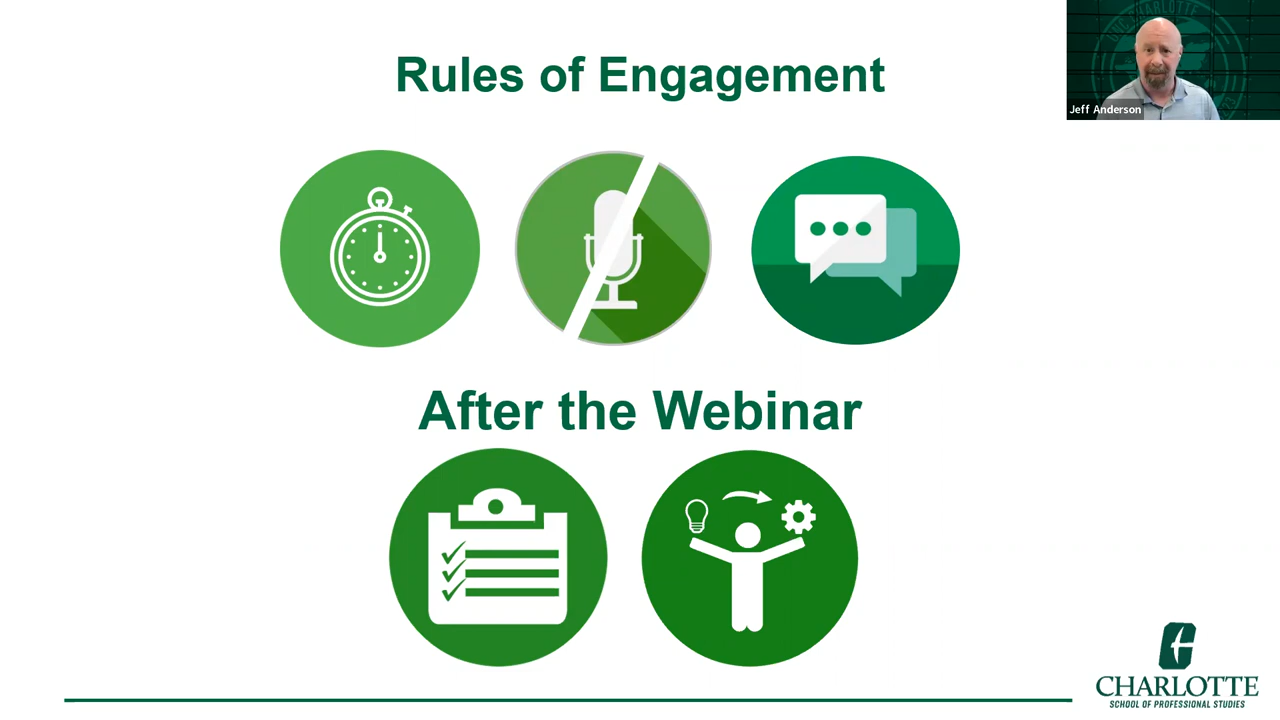 Rules of Engagement
Jeff Anderson
After the Webinar
CHARLOTTE
SCHOOL OF PROFESSIONAL STUDIES